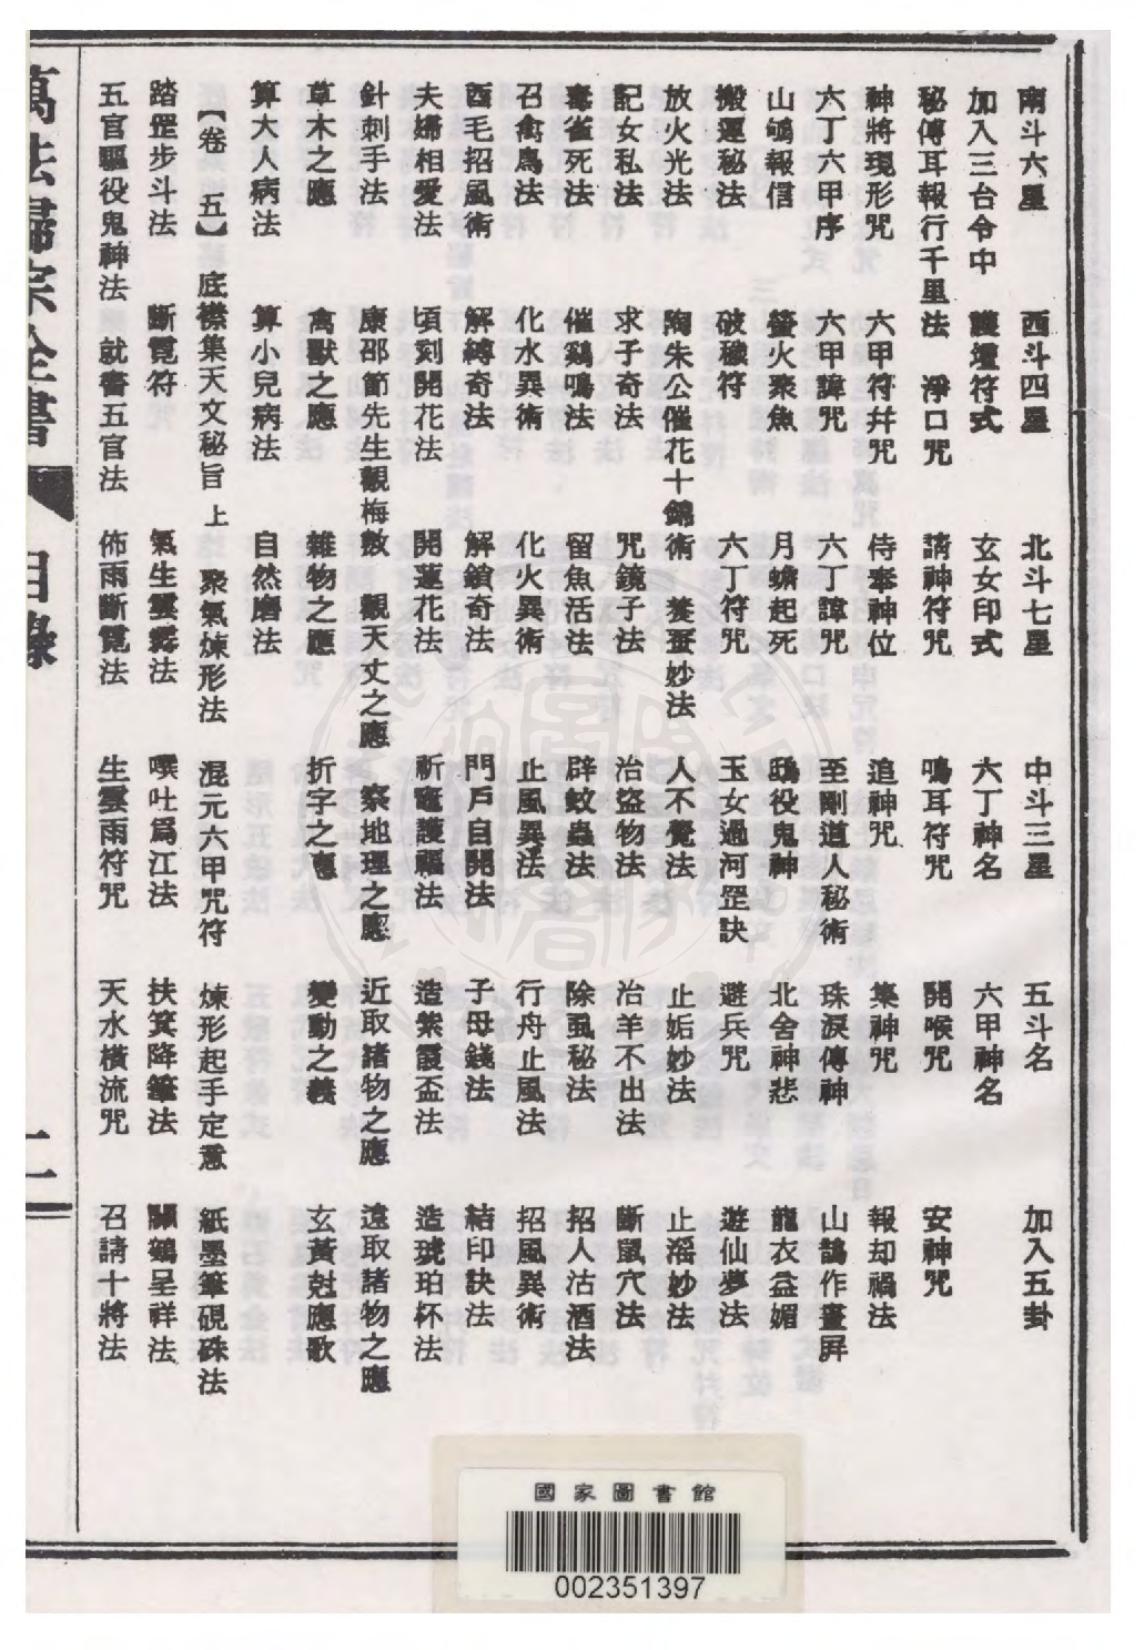 南斗六星　西斗四星　北斗七星　中斗三星　五斗名　加入五卦
加入三台令中　護壇符式　玄女印式　六丁神名　六甲神名
秘傳耳報行千里法　淨口咒　請神符咒　鳴耳符咒　開喉咒　安神咒
神將現形咒　六甲符并咒　侍奉神位　追神咒　集神咒　報却禍法
六丁六甲序　六甲諱咒　六丁諱咒　至剛道人秘術　珠淚傳神　山鵲作畫屏
山鳴報信　螢火聚魚　月蟾起死　鴟役鬼神　北舍神悲　龍衣益媚
搬運秘法　破穢符　六丁符咒　玉女過河罡訣　避兵咒　遊仙夢法
放火光法　陶朱公催花十錦術　養蚕妙法　人不覺法　止妬妙法　止淫妙法
記女私法　求子奇法　咒鏡子法　治盜物法　治羊不出法　斷鼠穴法
毒雀死法　催鷄鳴法　留魚活法　辟蚊蟲法　除虱秘法　招人沽酒法
召禽鳥法　化水異術　化火異術　止風異法　行舟止風法　招風異術
酉毛招風術　解縛奇法　解鎖奇法　門戶自開法　子母錢法　結印訣法
夫婦相愛法　頃刻開花法　開蓮花法　祈竈護福法　造紫霞盃法　造琥珀杯法
針刺手法　康邵節先生觀梅數　觀天丈之應　察地理之應　近取諸物之應　遠取諸物之應
草木之應　禽獸之應　雜物之應　折字之應　變動之義　玄黃尅應歌
算大人病法　算小兒病法　自然磨法
【卷　五】　底襟集天文秘旨上　聚氣煉形法　混元六甲咒符　煉形起手定意　紙墨筆硯硃法
踏罡步斗法　斷霓符　氣生雲霧法　噀吐爲江法　扶箕降筆法　關鶴呈祥法
五官驅役鬼神法　就書五官法　佈雨斷霓法　生雲雨符咒　天水橫流咒　召請十將法
萬法歸宗全書　目錄　二
國家圖書館
002351397